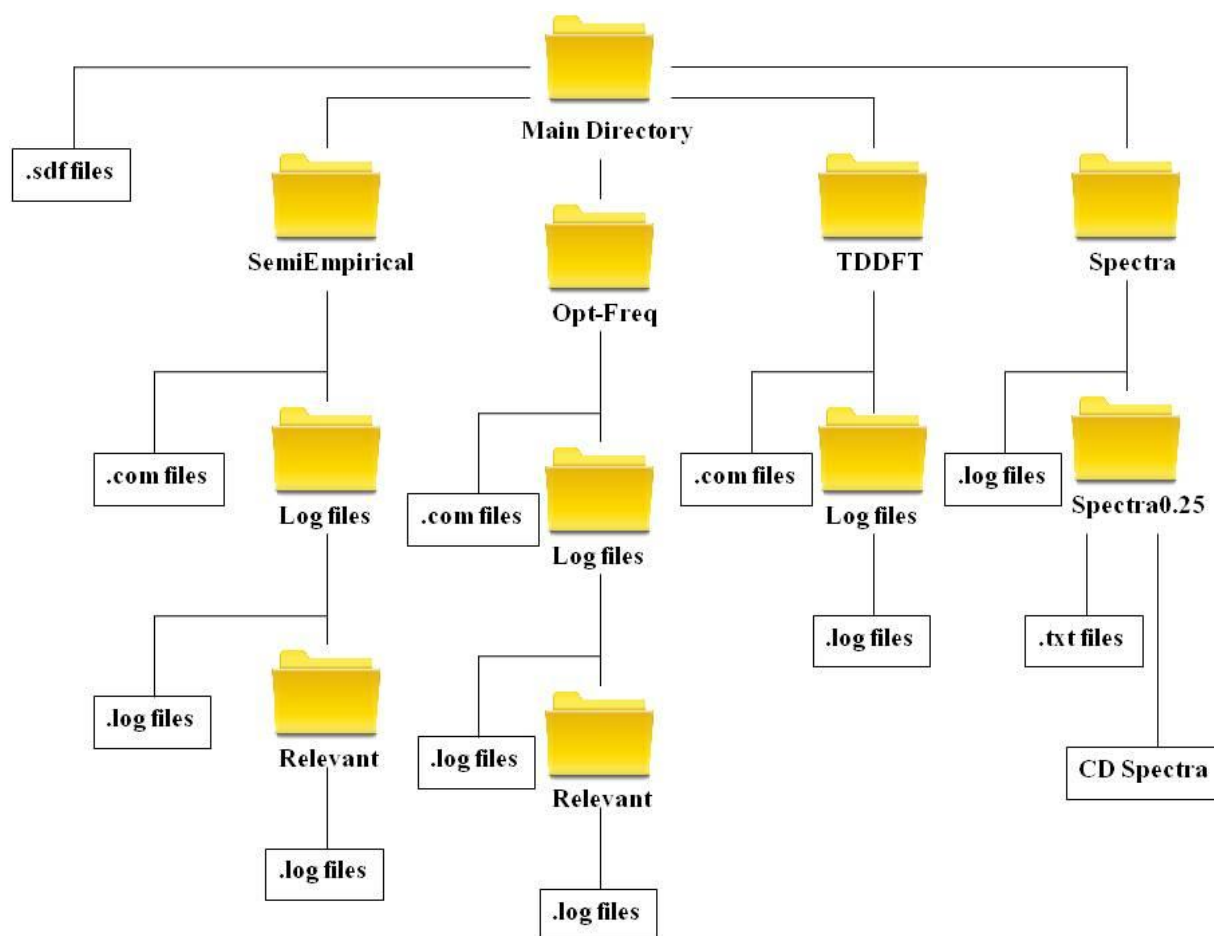 Main Directory
.sdf files
SemiEmpirical
TDDFT
Spectra
Opt-Freq
.com files
Log files
.com files
Log files
.com files
Log files
.log files
Spectra0.25
.log files
Relevant
.log files
Relevant
.log files
.txt files
CD Spectra
.log files
.log files